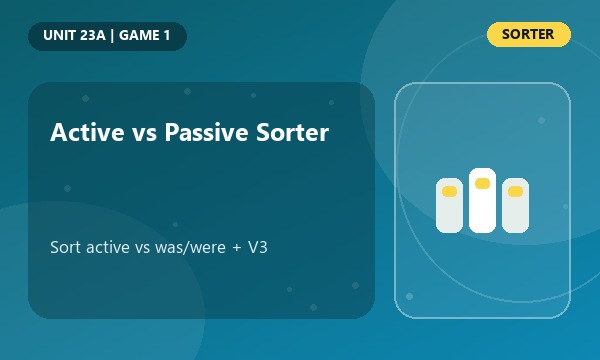 UNIT 23A | GAME 1
SORTER
Active vs Passive Sorter
Sort active vs was/were + V3